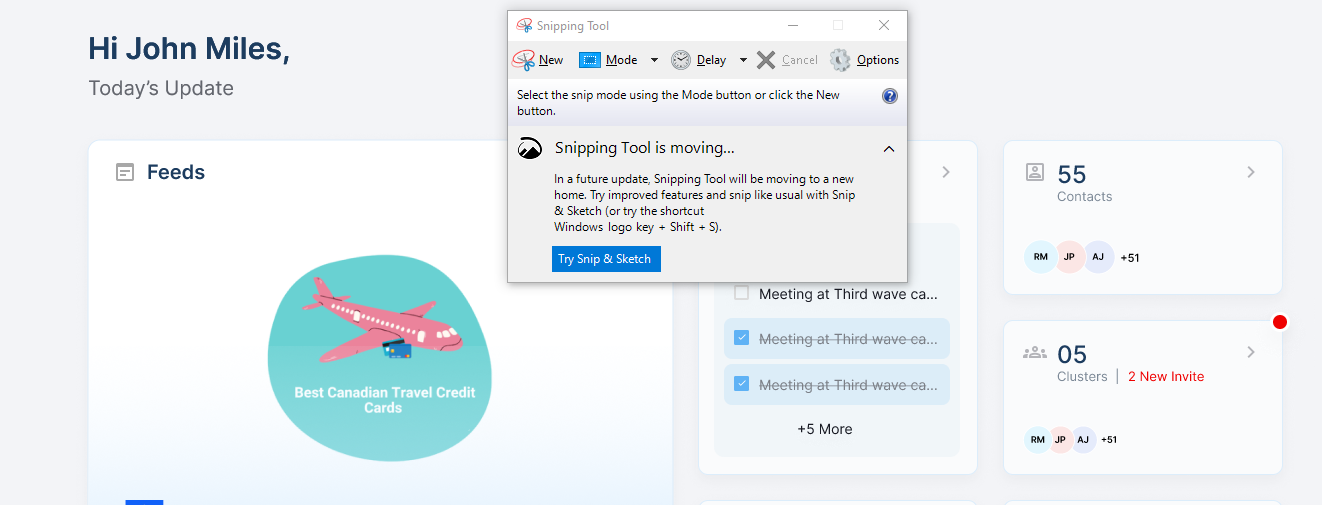 Hi John Miles,
Today's Update
Snipping Tool
New Mode Delay Cancel Options
Select the snip mode using the Mode button or click the New
button.
Snipping Tool is moving...
In a future update, Snipping Tool will be moving to a new
home. Try improved features and snip like usual with Snip
& Sketch (or try the shortcut
Windows logo key + Shift + S).
Try Snip & Sketch
Feeds
Best Canadian Travel Credit
Cards
Meeting at Third wave ca...
Meeting at Third wave ca...
Meeting at Third wave ca...
+5 More
55
Contacts
RM JP AJ +51
05
Clusters | 2 New Invite
RM JP AJ +51